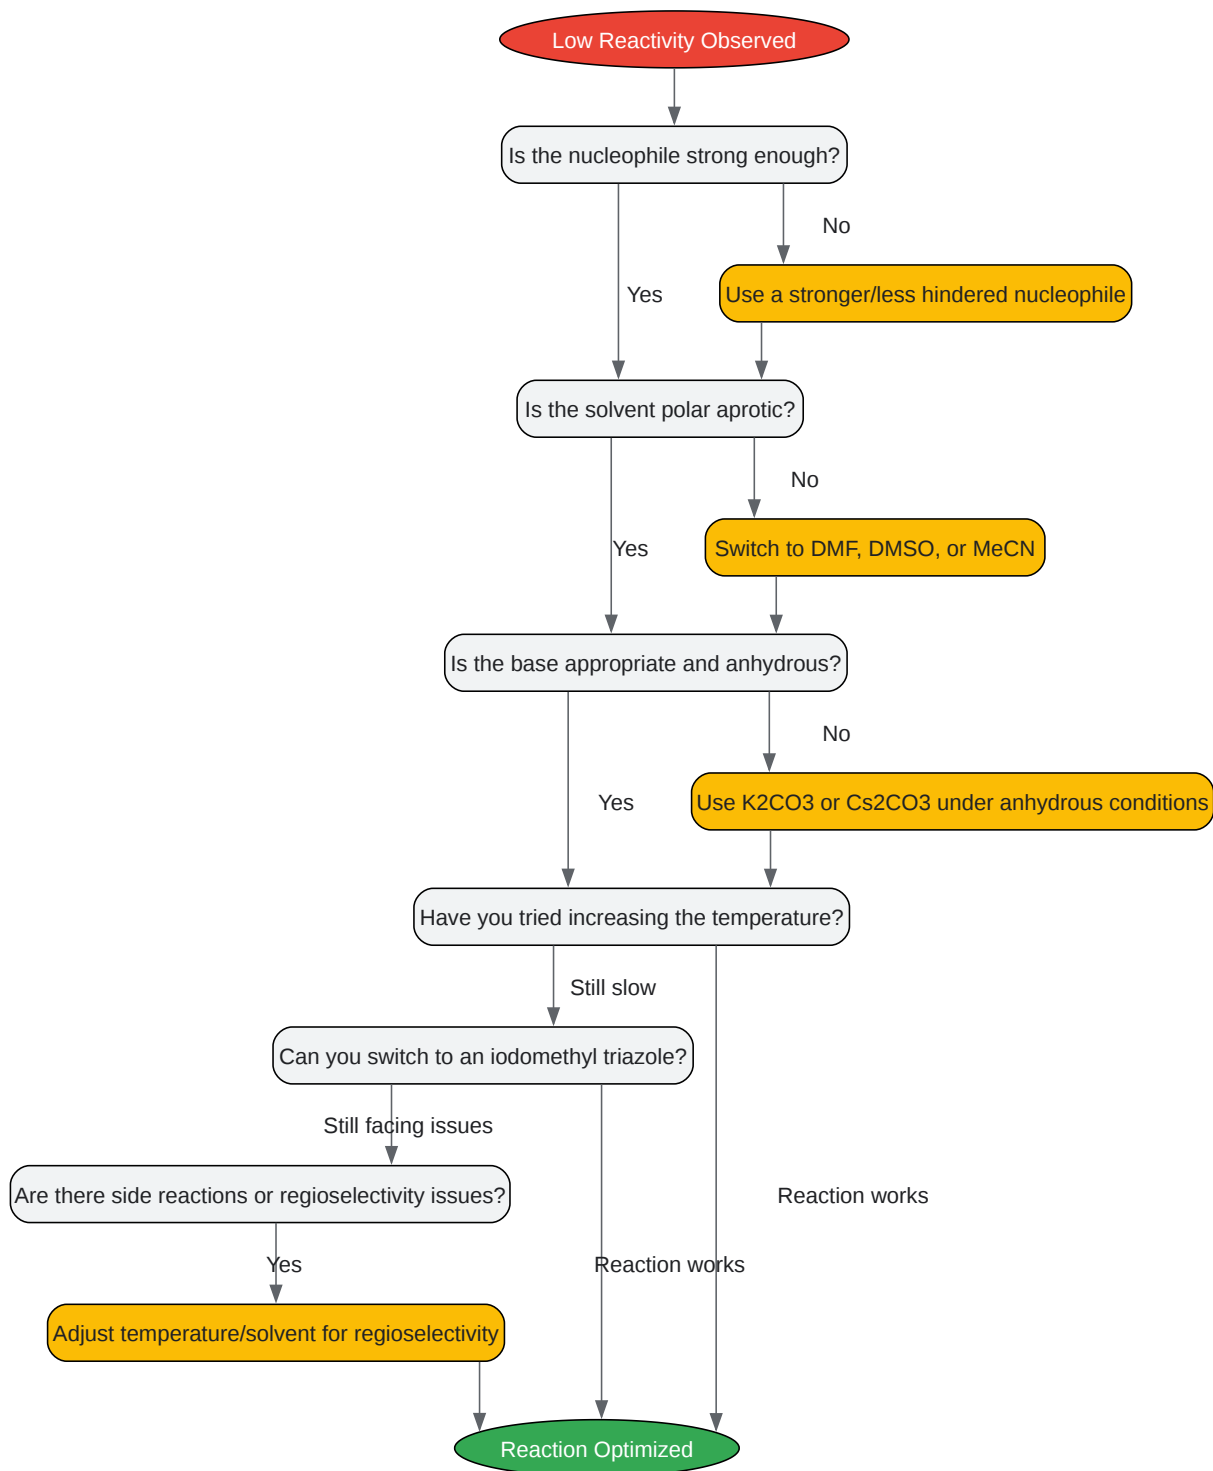 Low Reactivity Observed
Is the nucleophile strong enough?
No
Yes
Use a stronger/less hindered nucleophile
Is the solvent polar aprotic?
No
Yes
Switch to DMF, DMSO, or MeCN
Is the base appropriate and anhydrous?
No
Yes
Use K2CO3 or Cs2CO3 under anhydrous conditions
Have you tried increasing the temperature?
Still slow
Can you switch to an iodomethyl triazole?
Still facing issues
Are there side reactions or regioselectivity issues?
Reaction works
Yes
Reaction works
Adjust temperature/solvent for regioselectivity
Reaction Optimized